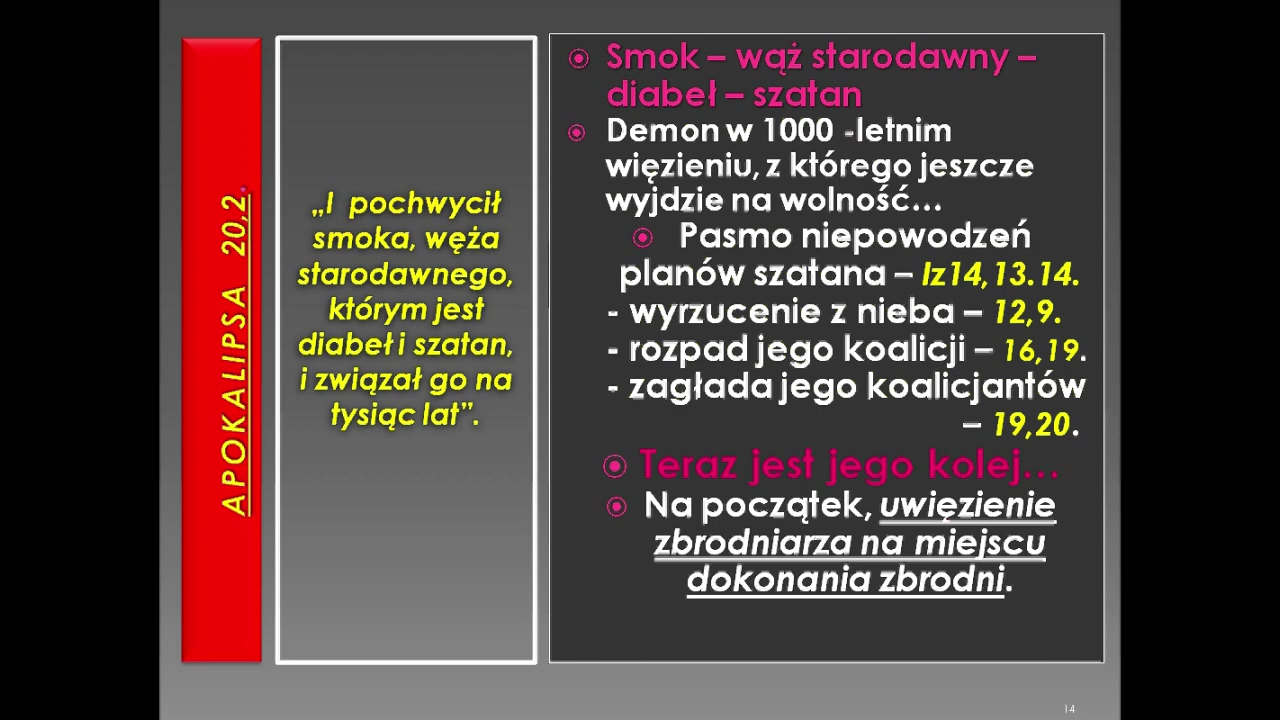 APOKALIPSA 20,2.
„I pochwycił
smoka, węża
starodawnego,
którym jest
diabeł i szatan,
i związał go na
tysiąc lat”.
Smok – wąż starodawny –
diabeł – szatan
Demon w 1000 -letnim
więzieniu, z którego jeszcze
wyjdzie na wolność…
Pasmo niepowodzeń
planów szatana – Iz14,13.14.
- wyrzucenie z nieba – 12,9.
- rozpad jego koalicji – 16,19.
- zagłada jego koalicjantów
– 19,20.
Teraz jest jego kolej…
Na początek, uwięzienie
zbrodniarza na miejscu
dokonania zbrodni.
14